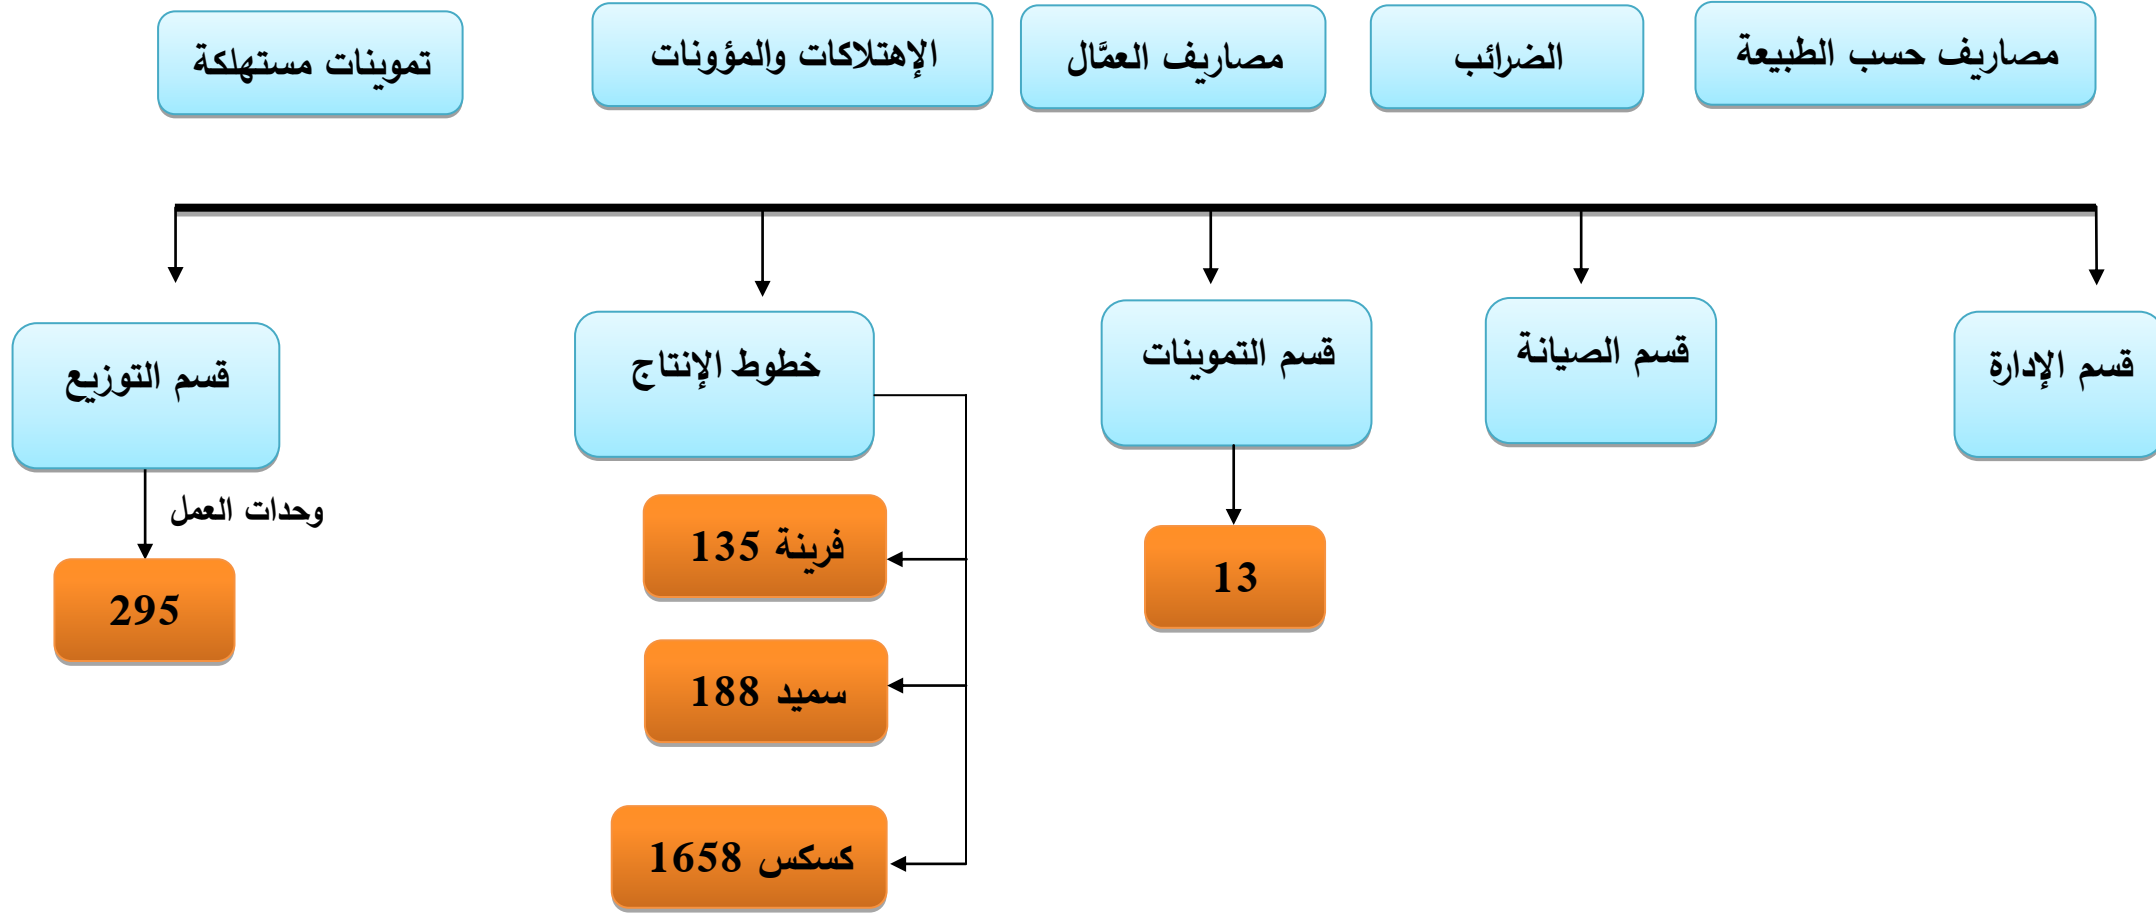 مصاريف حسب الطبيعة
الضرائب
مصاريف العمَّال
الإهتلاكات والمؤونات
تموينات مستهلكة
قسم الإدارة
قسم الصيانة
قسم التموينات
خطوط الإنتاج
قسم التوزيع
وحدات العمل
13
فرينة 135
سميد 188
كسكس 1658
295